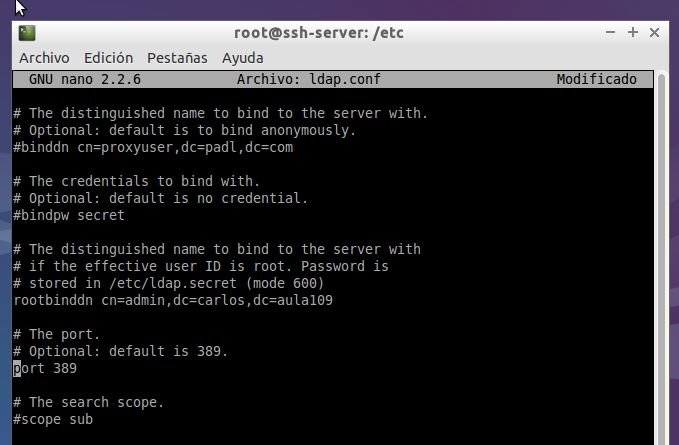 root@ssh-server: /etc
Archivo Edición Pestañas Ayuda
GNU nano 2.2.6 Archivo: ldap.conf Modificado
# The distinguished name to bind to the server with.
# Optional: default is to bind anonymously.
#binddn cn=proxyuser,dc=padl,dc=com
# The credentials to bind with.
# Optional: default is no credential.
#bindpw secret
# The distinguished name to bind to the server with
# if the effective user ID is root. Password is
# stored in /etc/ldap.secret (mode 600)
rootbinddn cn=admin,dc=carlos,dc=aula109
# The port.
# Optional: default is 389.
port 389
# The search scope.
#scope sub